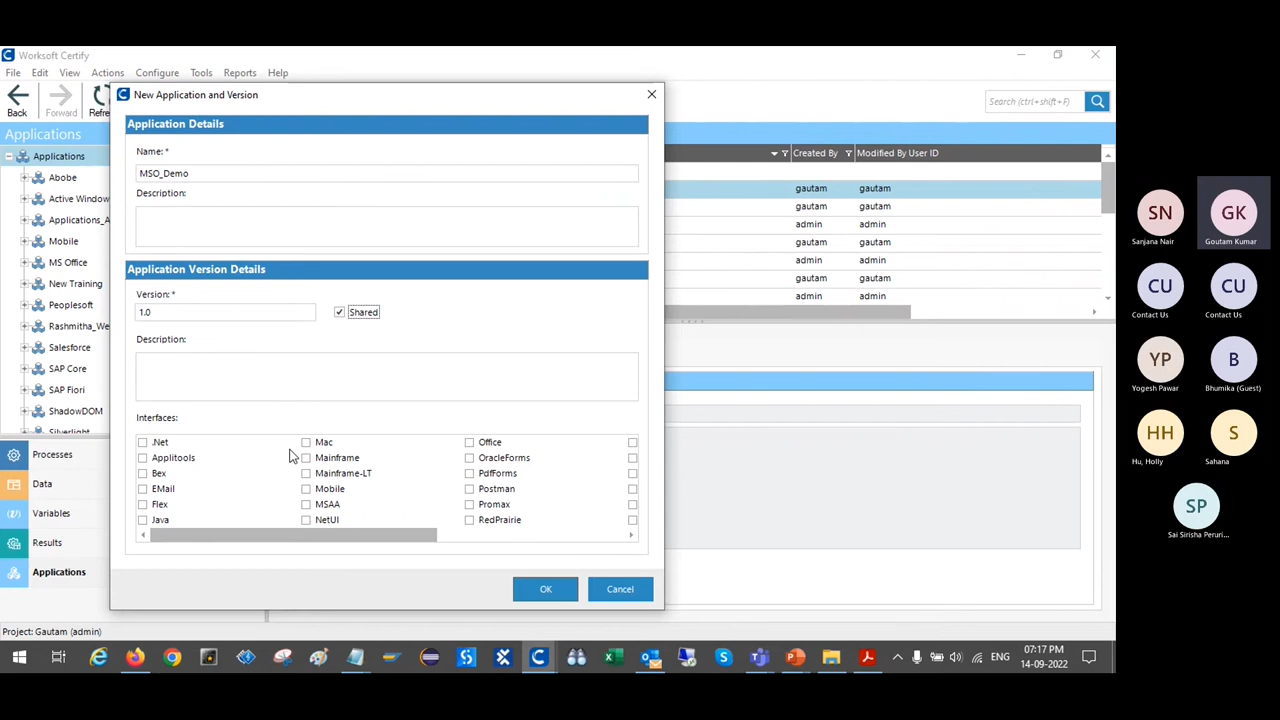 Worksoft Certify
File Edit View Actions Configure Tools Reports Help
Back Forward Refre
Search (ctrl+shift+F)
Applications
Applications
Abobe
Active Window
Applications_A
Mobile
MS Office
New Training
Peoplesoft
Rashmitha_We
Salesforce
SAP Core
SAP Fiori
ShadowDOM
Silverlight
Processes
Data
Variables
Results
Applications
Project: Gautam (admin)
New Application and Version
Application Details
Name: *
MSO_Demo
Description:
Application Version Details
Version: *
1.0 Shared
Description:
Interfaces:
.Net Mac Office
Applitools Mainframe OracleForms
Bex Mainframe-LT PdfForms
EMail Mobile Postman
Flex MSAA Promax
Java NetUI RedPrairie
OK Cancel
Created By Modified By User ID
gautam gautam
gautam gautam
admin admin
gautam gautam
admin admin
gautam gautam
admin admin
ENG
07:17 PM
14-09-2022
SN GK
Sanjana Nair Goutam Kumar
CU CU
Contact Us Contact Us
YP B
Yogesh Pawar Bhumika (Guest)
HH S
Hu, Holly Sahana
SP
Sai Sirisha Peruri...